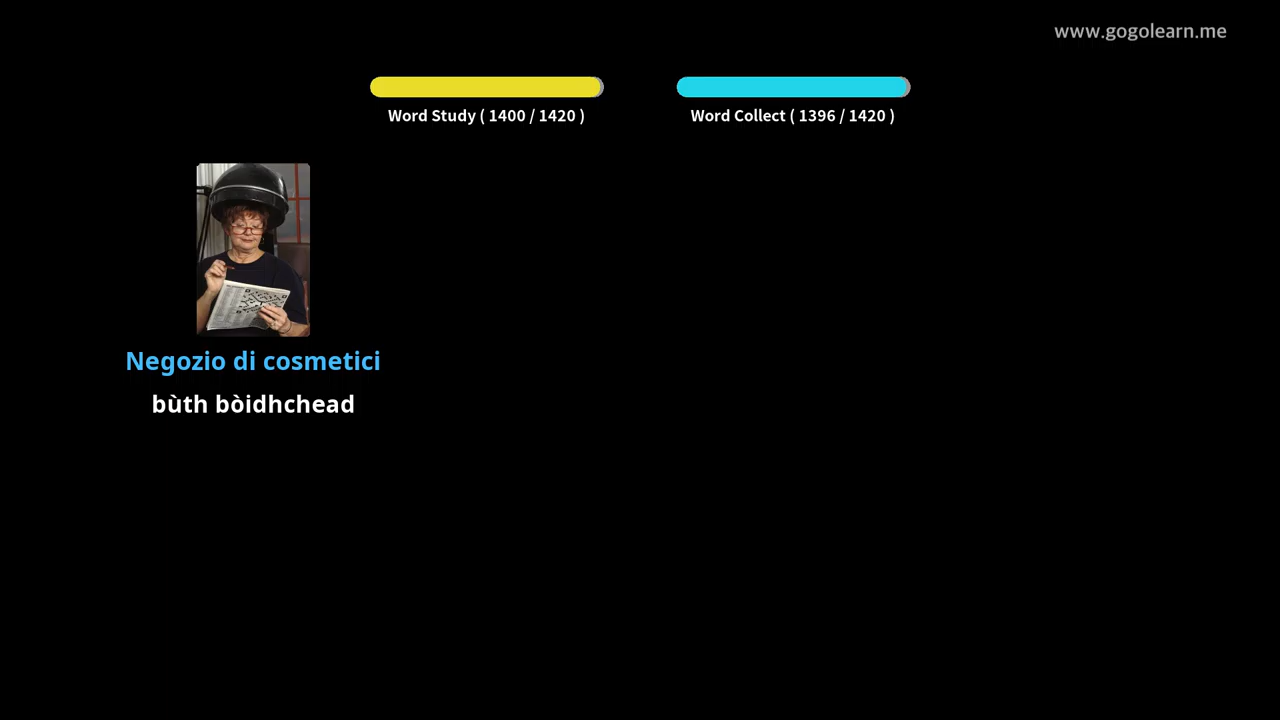 www.gogolearn.me
Word Study ( 1400 / 1420 )
Word Collect ( 1396 / 1420 )
Negozio di cosmetici
bùth bòidhchead